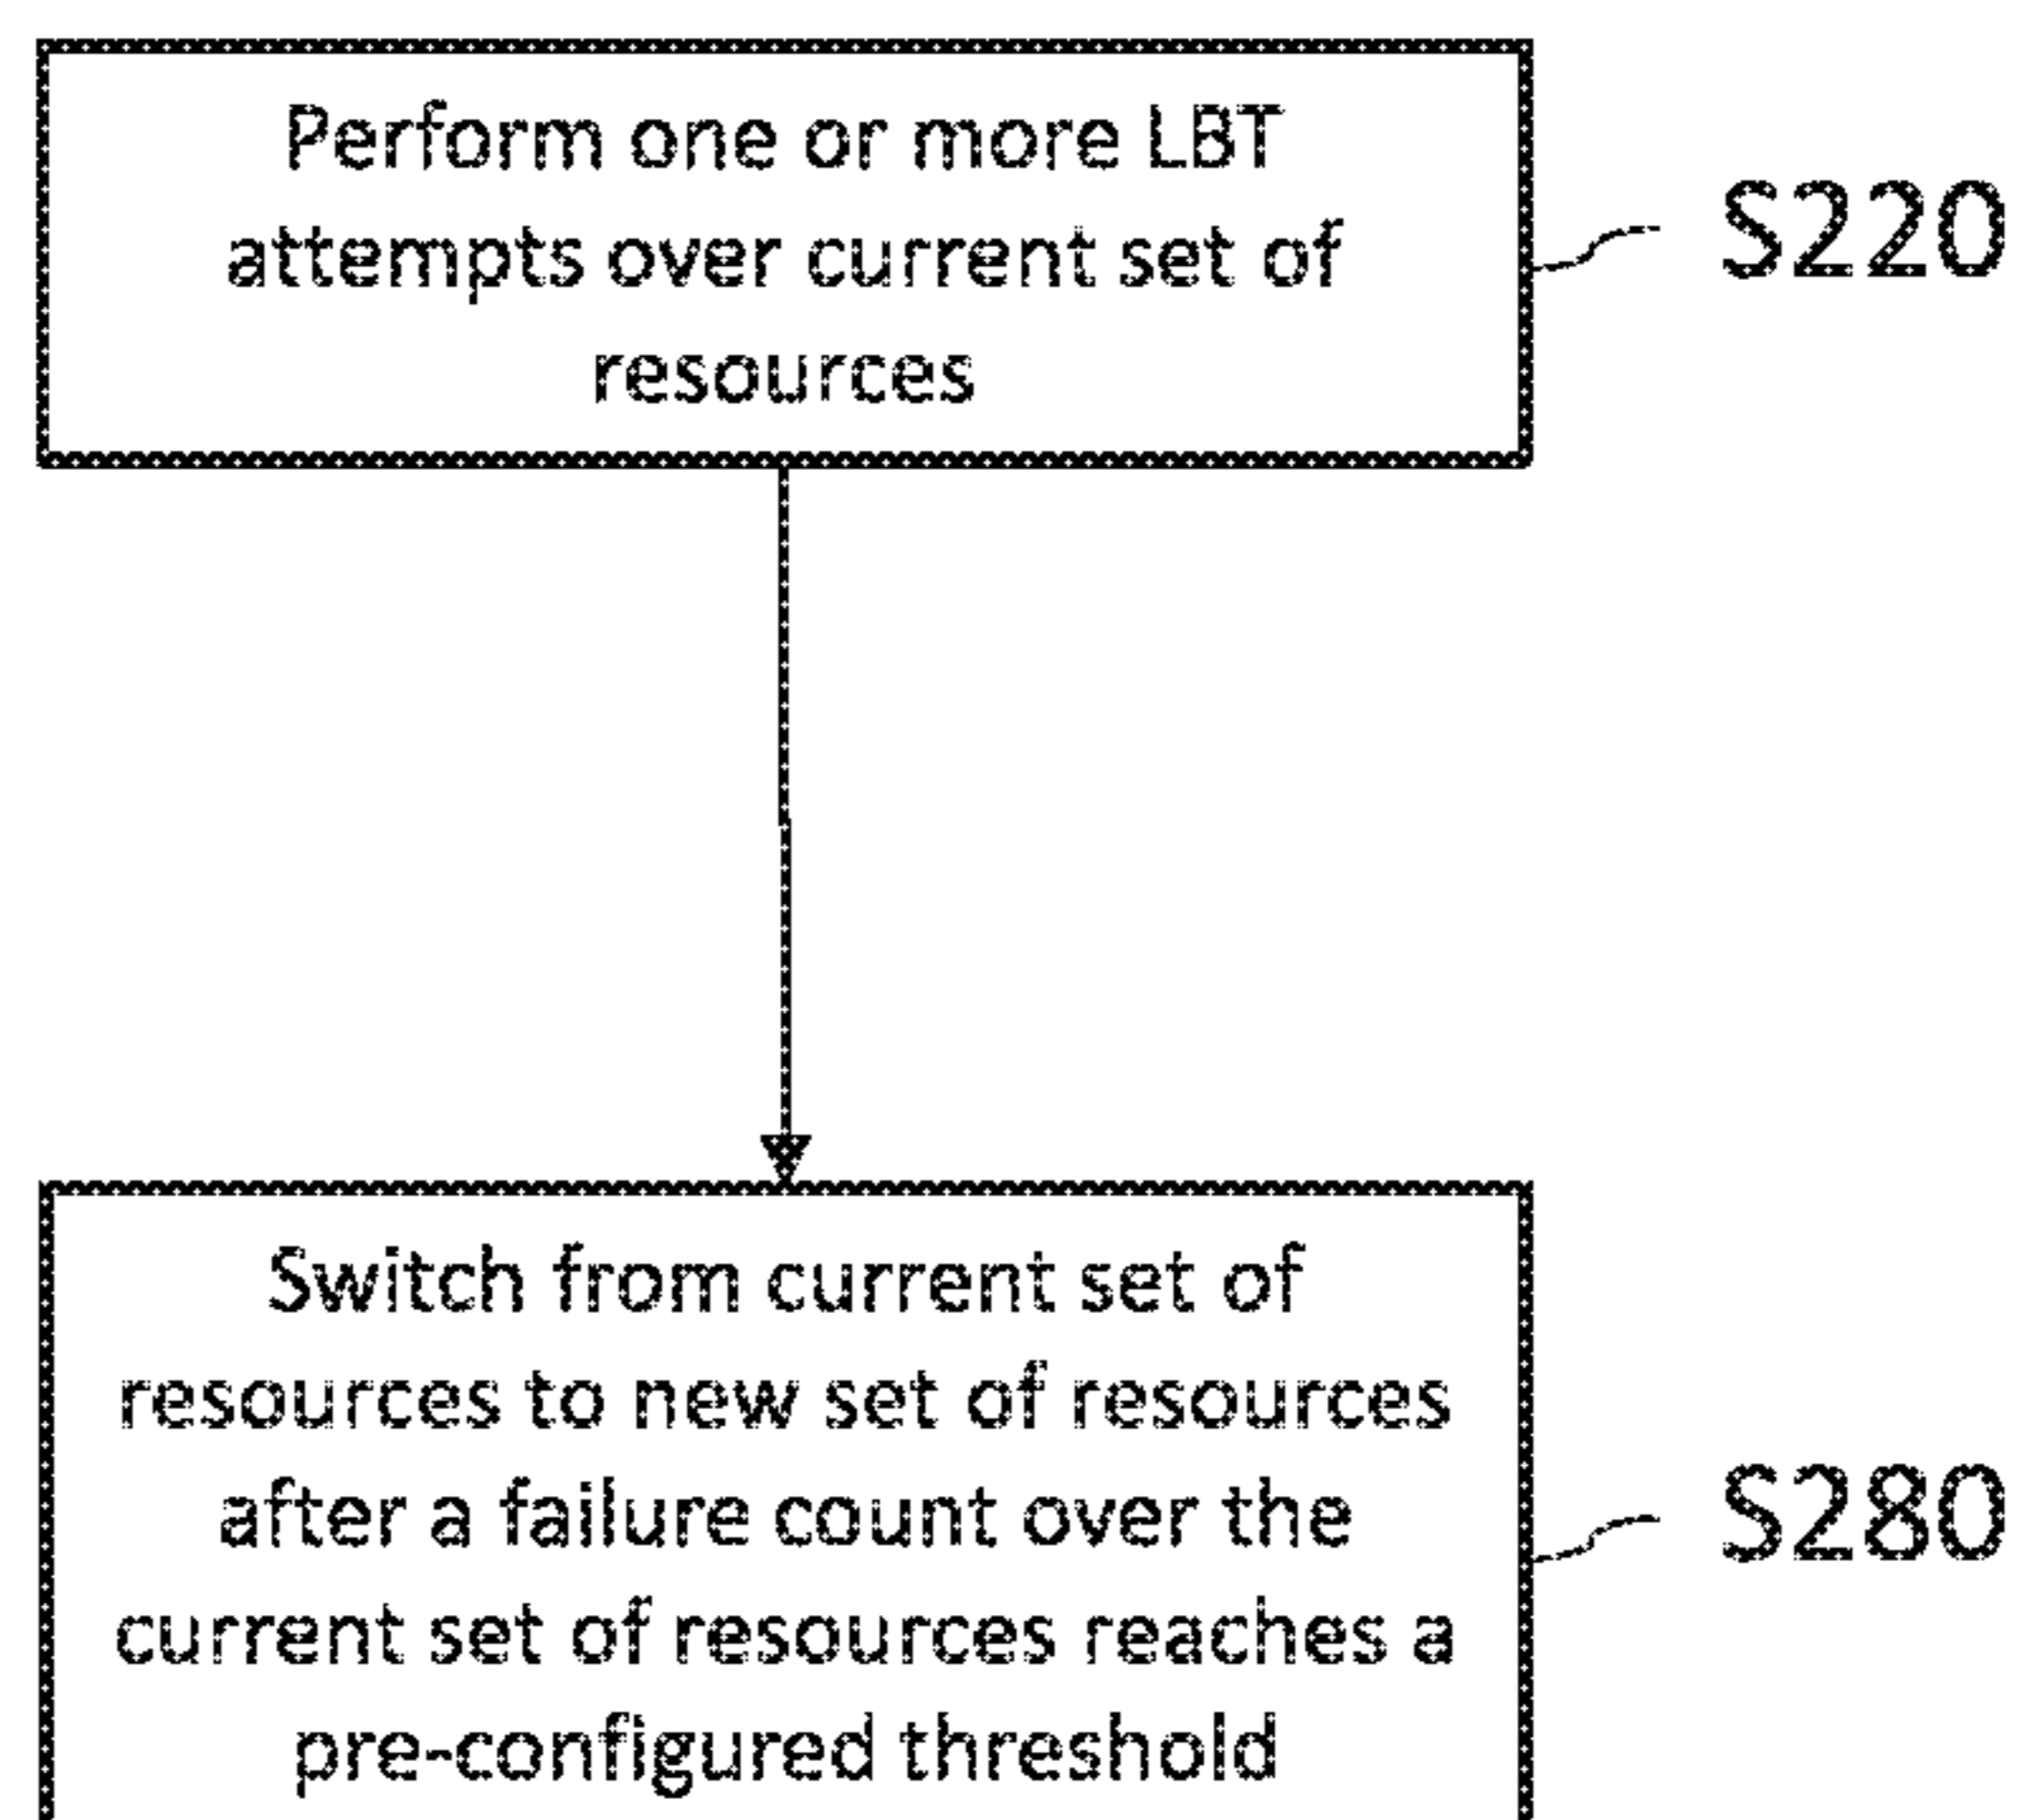 Perform one or more LBT
attempts over current set of
resources
S220
Switch from current set of
resources to new set of resources
after a failure count over the
current set of resources reaches a
pre-configured threshold
S280